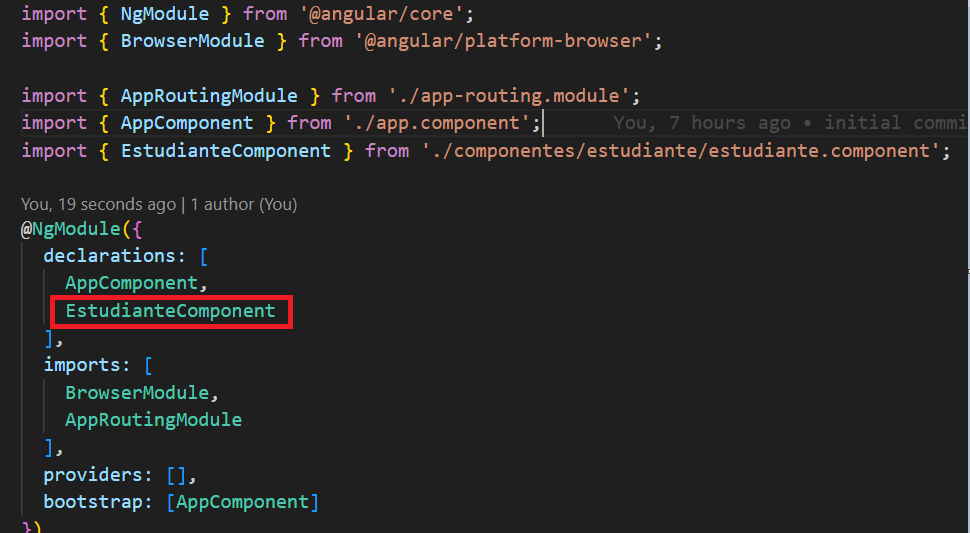 import { NgModule } from '@angular/core';
import { BrowserModule } from '@angular/platform-browser';
import { AppRoutingModule } from './app-routing.module';
import { AppComponent } from './app.component'; You, 7 hours ago • initial commi
import { EstudianteComponent } from './componentes/estudiante/estudiante.component';
You, 19 seconds ago | 1 author (You)
@NgModule({
declarations: [
AppComponent,
EstudianteComponent
],
imports: [
BrowserModule,
AppRoutingModule
],
providers: [],
bootstrap: [AppComponent]
})